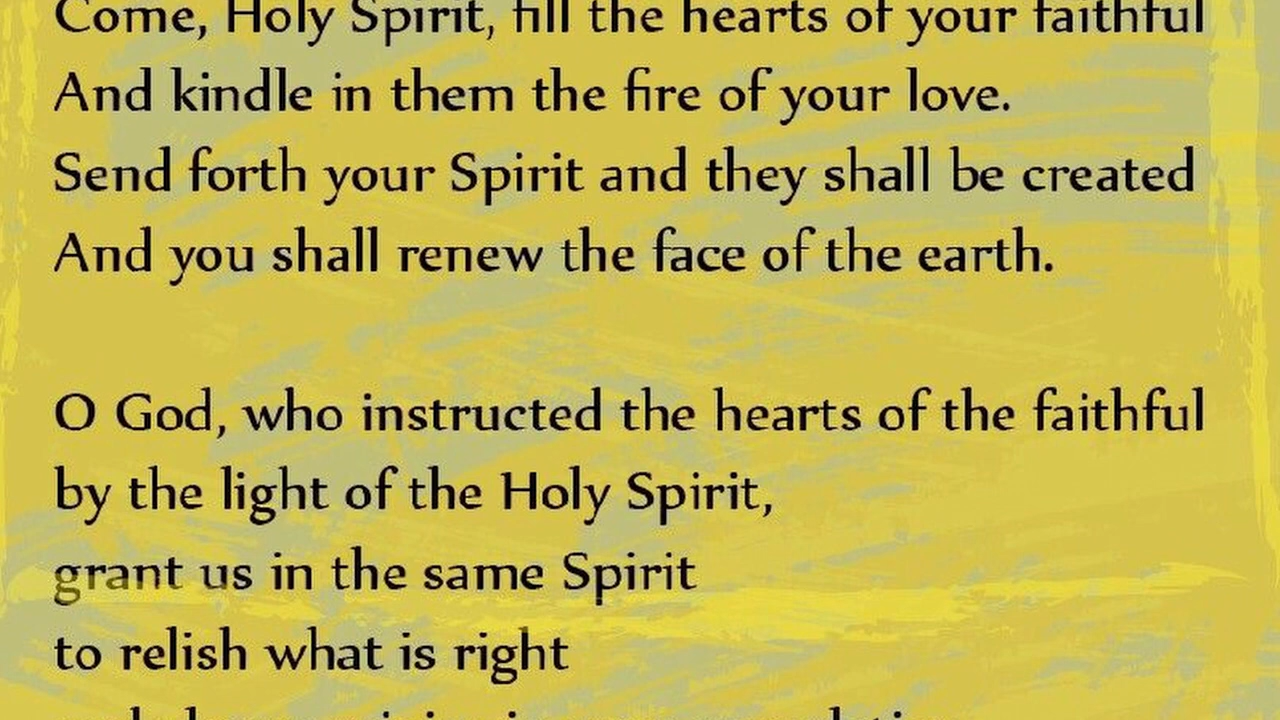 Come, Holy Spirit, fill the hearts of your faithful
And kindle in them the fire of your love.
Send forth your Spirit and they shall be created
And you shall renew the face of the earth.
O God, who instructed the hearts of the faithful
by the light of the Holy Spirit,
grant us in the same Spirit
to relish what is right